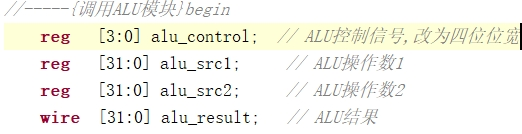 //-----{调用ALU模块}begin
reg [3:0] alu_control; // ALU控制信号,改为四位位宽
reg [31:0] alu_src1; // ALU操作数1
reg [31:0] alu_src2; // ALU操作数2
wire [31:0] alu_result; // ALU结果